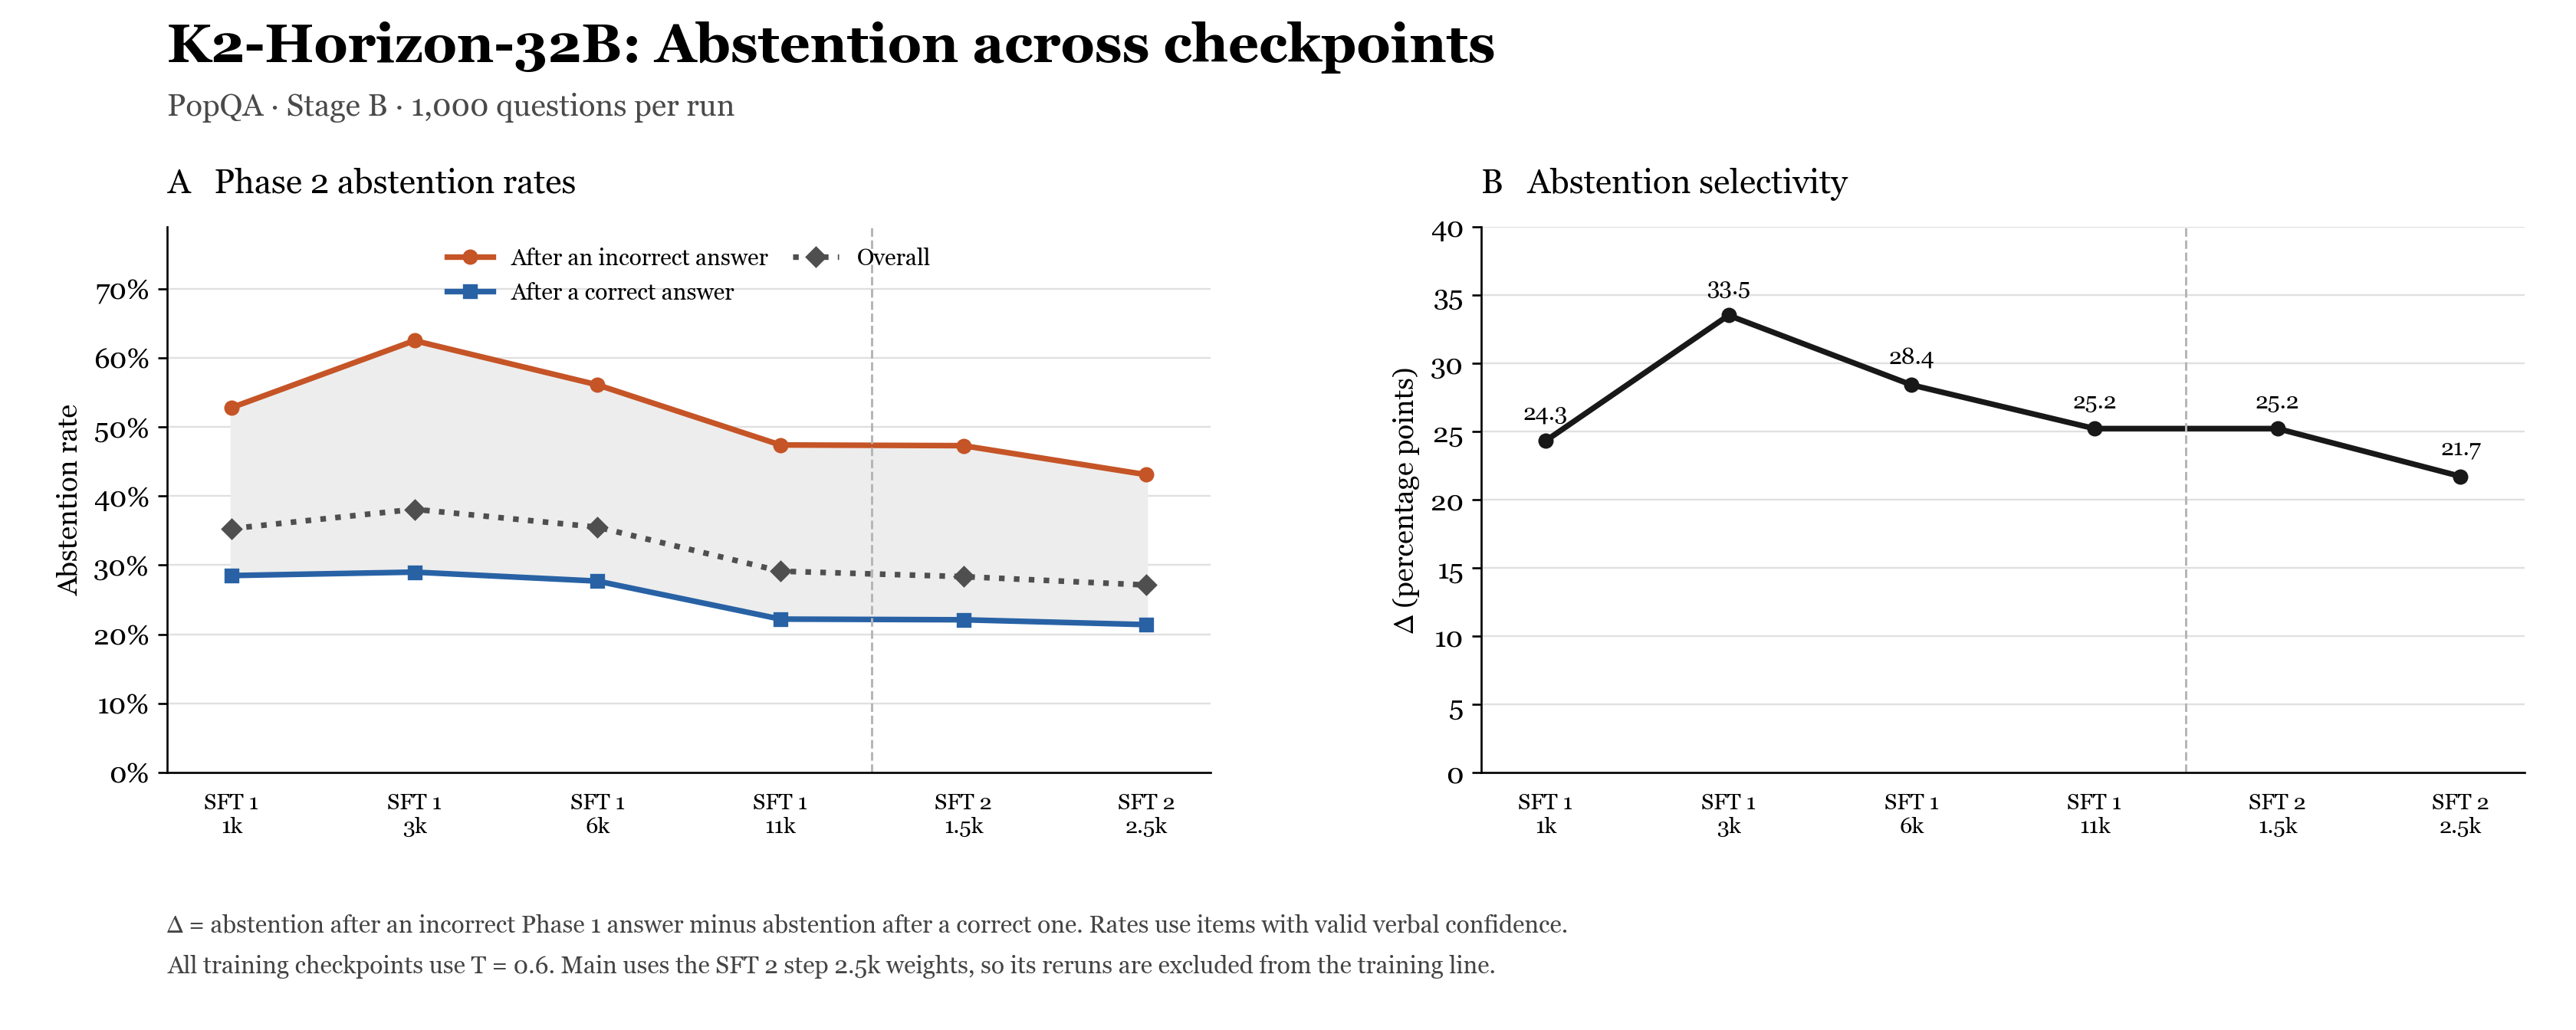 K2-Horizon-32B: Abstention across checkpoints
PopQA · Stage B · 1,000 questions per run
A Phase 2 abstention rates
After an incorrect answer
After a correct answer
Overall
Abstention rate
70%
60%
50%
40%
30%
20%
10%
0%
SFT 1
1k
SFT 1
3k
SFT 1
6k
SFT 1
11k
SFT 2
1.5k
SFT 2
2.5k
B Abstention selectivity
Δ (percentage points)
40
35
30
25
20
15
10
5
0
24.3
33.5
28.4
25.2
25.2
21.7
SFT 1
1k
SFT 1
3k
SFT 1
6k
SFT 1
11k
SFT 2
1.5k
SFT 2
2.5k
Δ = abstention after an incorrect Phase 1 answer minus abstention after a correct one. Rates use items with valid verbal confidence.
All training checkpoints use T = 0.6. Main uses the SFT 2 step 2.5k weights, so its reruns are excluded from the training line.